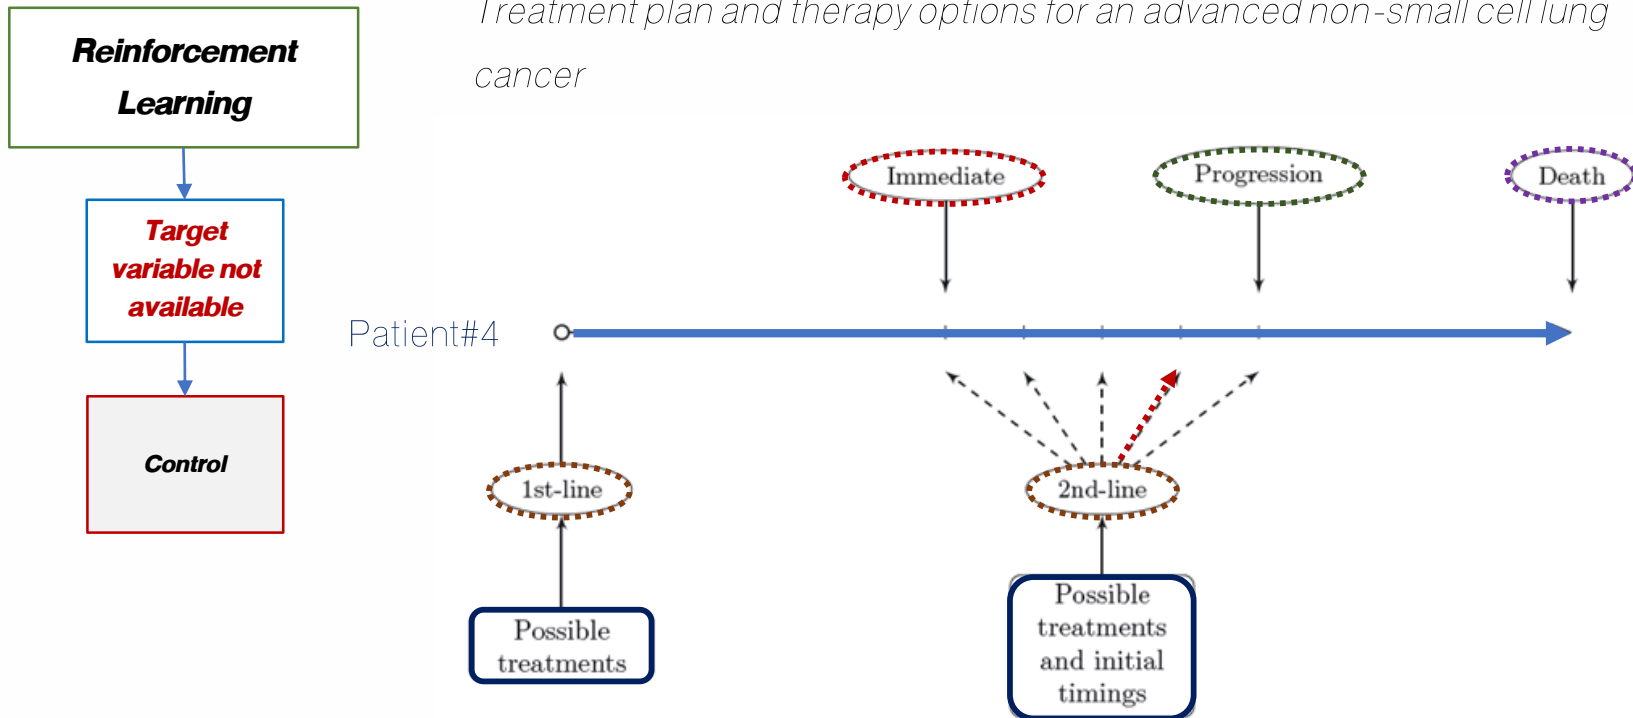 Treatment plan and therapy options for an advanced non-small cell lung
cancer
Reinforcement
Learning
Target
variable not
available
Control
Immediate
Progression
Death
Patient#4
1st-line
2nd-line
Possible
treatments
Possible
treatments
and initial
timings